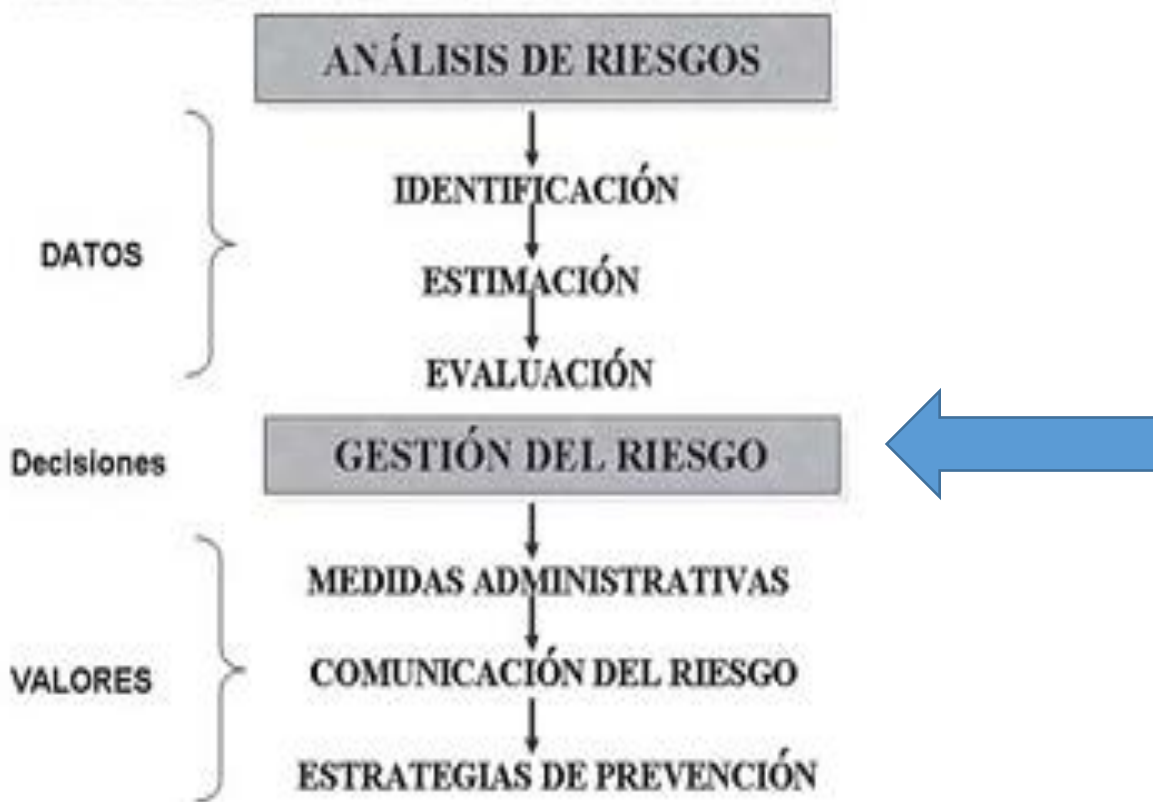 ANÁLISIS DE RIESGOS
IDENTIFICACIÓN
DATOS
ESTIMACIÓN
EVALUACIÓN
Decisiones
GESTIÓN DEL RIESGO
MEDIDAS ADMINISTRATIVAS
VALORES
COMUNICACIÓN DEL RIESGO
ESTRATEGIAS DE PREVENCIÓN